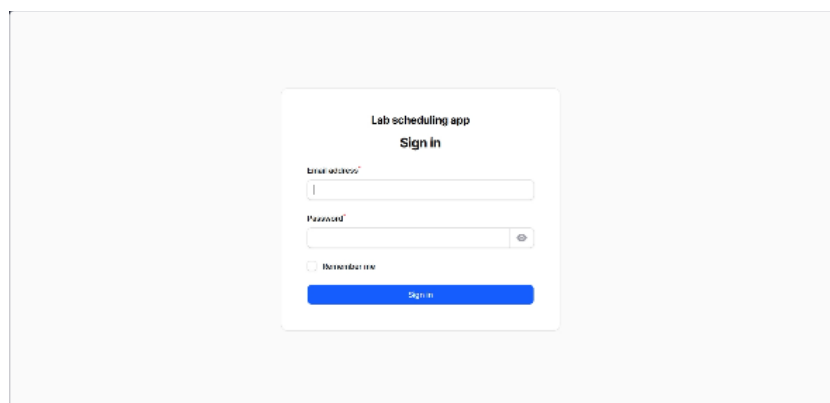 Lab scheduling app
Sign in
Email address*
Password*
Remember me
Sign in